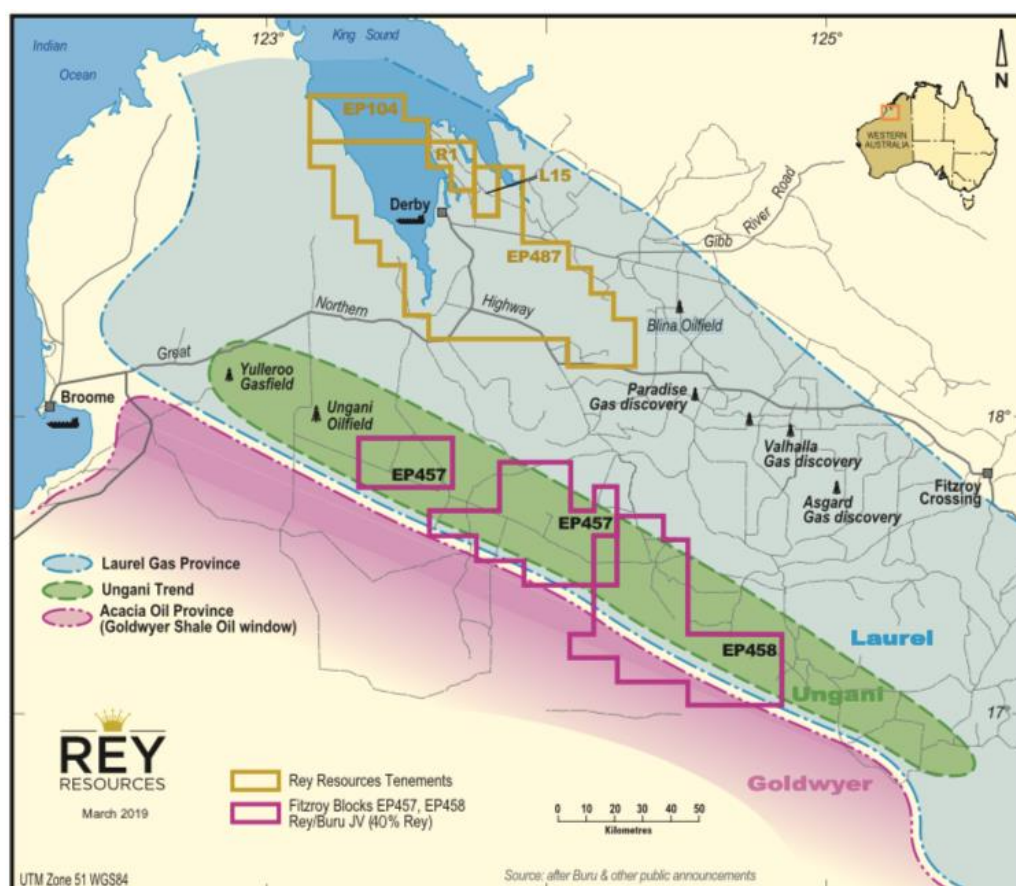 Indian
Ocean
123°
King Sound
125°
N
WESTERN
AUSTRALIA
EP104
R1
L15
Derby
EP487
Gibb River Road
Great Northern Highway
Blina Oilfield
Yulleroo
Gasfield
Broome
Ungani
Oilfield
Paradise
Gas discovery
18°
Valhalla
Gas discovery
Asgard
Gas discovery
Fitzroy
Crossing
EP457
EP457
EP458
Laurel Gas Province
Ungani Trend
Acacia Oil Province
(Goldwyer Shale Oil window)
Laurel
Ungani
17°
Goldwyer
REY
RESOURCES
March 2019
Rey Resources Tenements
Fitzroy Blocks EP457, EP458
Rey/Buru JV (40% Rey)
0 10 20 30 40 50
Kilometres
UTM Zone 51 WGS84
Source: after Buru & other public announcements